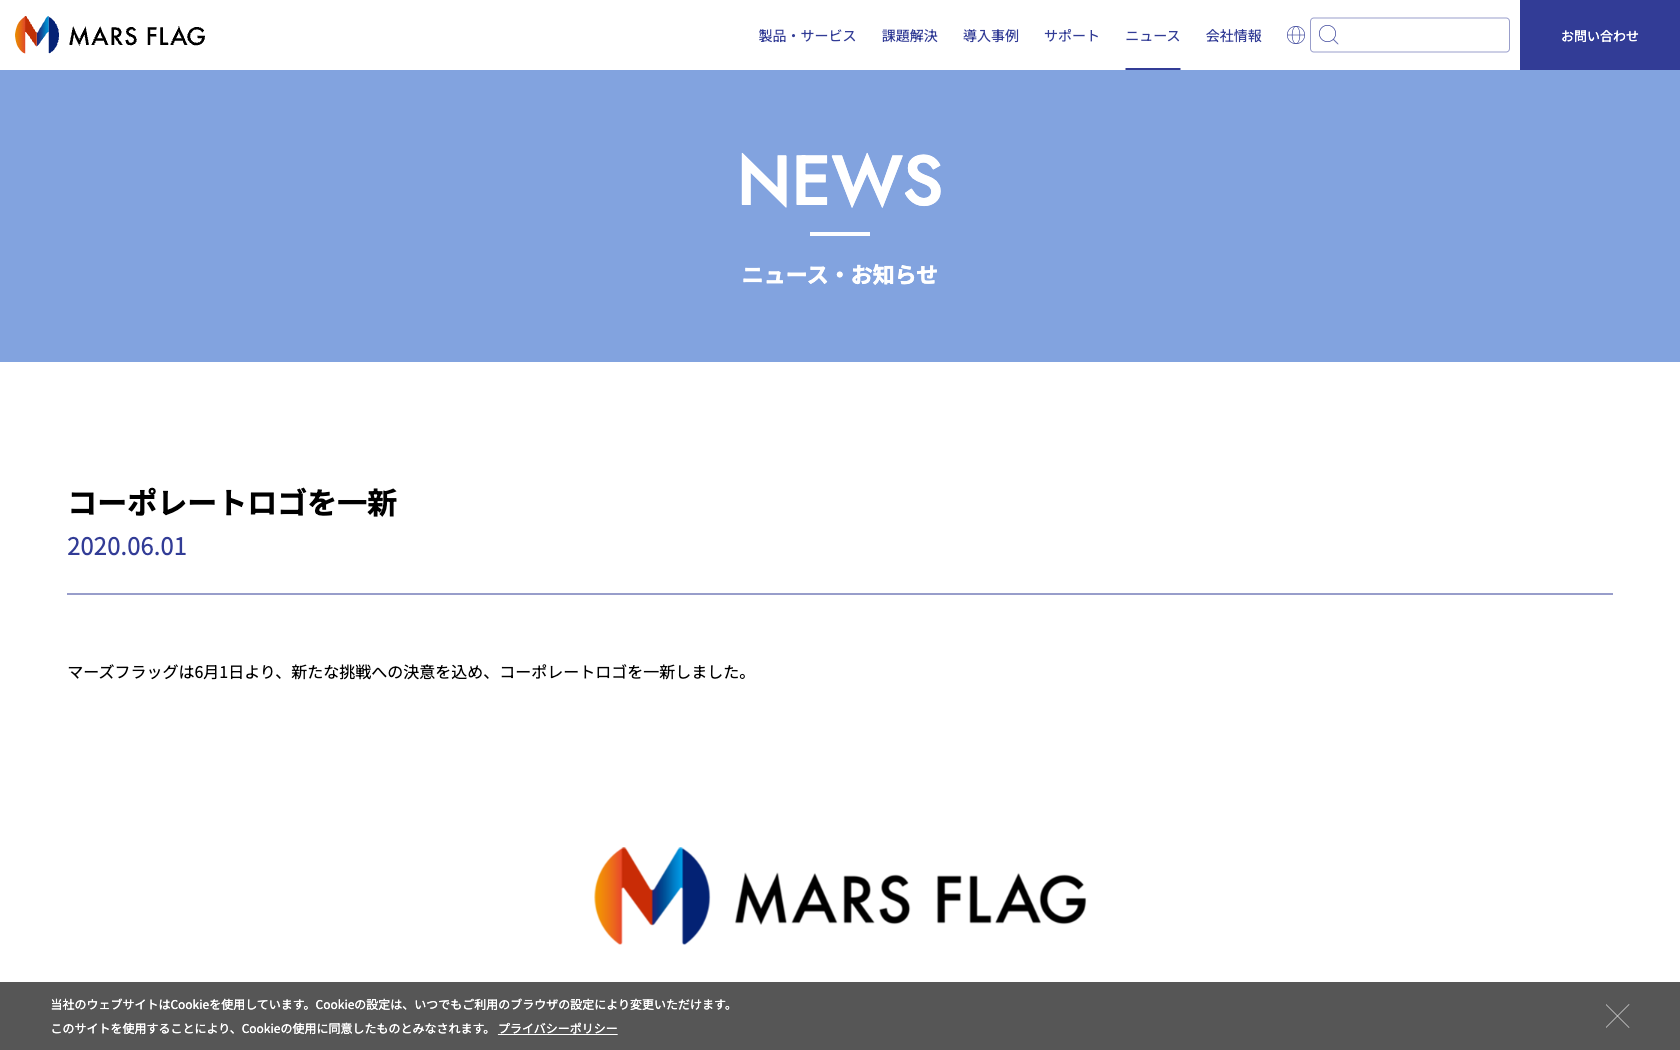 MARS FLAG
製品・サービス
課題解決
導入事例
サポート
ニュース
会社情報
お問い合わせ
NEWS
ニュース・お知らせ
コーポレートロゴを一新
2020.06.01
マーズフラッグは6月1日より、新たな挑戦への決意を込め、コーポレートロゴを一新しました。
MARS FLAG
当社のウェブサイトはCookieを使用しています。Cookieの設定は、いつでもご利用のブラウザの設定により変更いただけます。
このサイトを使用することにより、Cookieの使用に同意したものとみなされます。 プライバシーポリシー